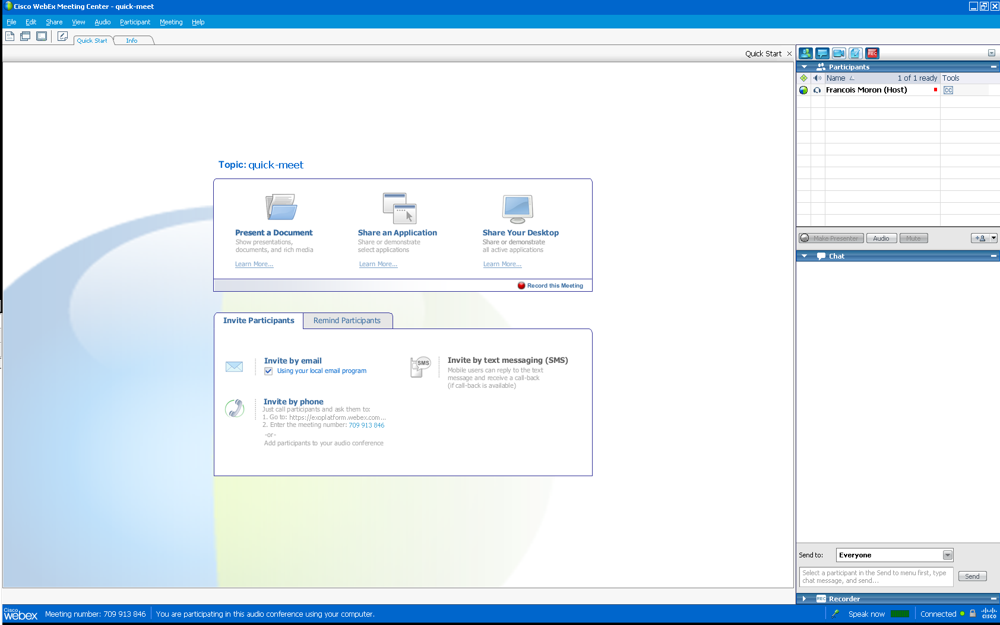 Cisco WebEx Meeting Center - quick-meet
File Edit Share View Audio Participant Meeting Help
Quick Start Info
Quick Start
REC
Participants
Name 1 of 1 ready Tools
Francois Moron (Host) CC
Topic: quick-meet
Present a Document
Show presentations,
documents, and rich media
Learn More...
Share an Application
Share or demonstrate
select applications
Learn More...
Share Your Desktop
Share or demonstrate
all active applications
Learn More...
Record this Meeting
Make Presenter Audio Mute
Chat
Invite Participants Remind Participants
Invite by email
Using your local email program
SMS
Invite by text messaging (SMS)
Mobile users can reply to the text
message and receive a call-back
(if call-back is available)
Invite by phone
Just call participants and ask them to:
1. Go to: https://exoplatform.webex.com...
2. Enter the meeting number: 709 913 846
-or-
Add participants to your audio conference
Send to: Everyone
Select a participant in the Send to menu first, type
chat message, and send...
Send
REC Recorder
Cisco
webex
Meeting number: 709 913 846 You are participating in this audio conference using your computer.
Speak now Connected
CISCO